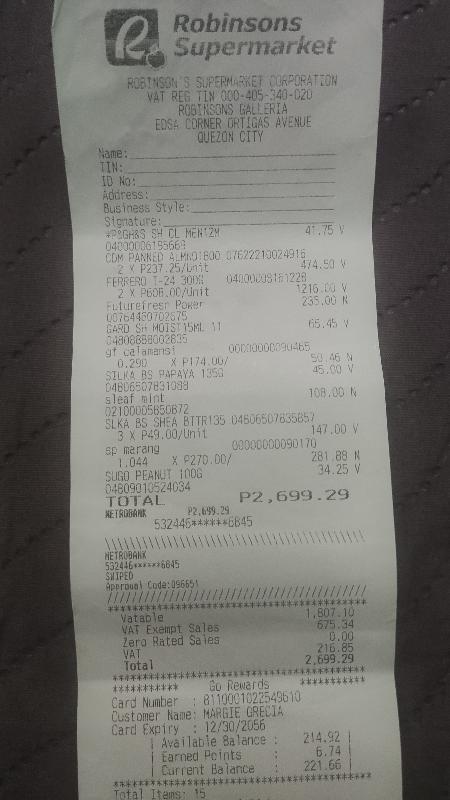 R
Robinsons
Supermarket
ROBINSON'S SUPERMARKET CORPORATION
VAT REG TIN 000-405-340-020
ROBINSONS GALLERIA
EDSA CORNER ORTIGAS AVENUE
QUEZON CITY
Name:
TIN:
ID No:
Address:
Business Style:
Signature:
*P&GH&S SH CL MEN12M 41.75 V
04800006195669
CDM PANNED ALMND1800 07622210024916
2 X P237.25/Unit 474.50 V
FERRERO T-24 300G 04000008161228
2 X P608.00/Unit 1216.00 V
Futurefresh Power 235.00 N
00764460702875
GARD SH MOIST15ML 11 65.45 V
04808888002835
gf calamansi 00000000090465
0.290 X P174.00/ 50.46 N
SILKA BS PAPAYA 135G 45.00 V
04806507831088
sleaf mint 108.00 N
02100005850872
SLKA BS SHEA BTTR135 04806507835857
3 X P49.00/Unit 147.00 V
sp marang 00000000090170
1.044 X P270.00/ 281.88 N
SUGO PEANUT 100G 34.25 V
04809010524034
TOTAL P2,699.29
METROBANK P2,699.29
532446******6845
METROBANK
532446******6845
SWIPED
Approval Code:096651
Vatable 1,807.10
VAT Exempt Sales 675.34
Zero Rated Sales 0.00
VAT 216.85
Total 2,699.29
*********** Go Rewards ***********
Card Number : 8110001022549610
Customer Name: MARGIE GRECIA
Card Expiry : 12/30/2056
| Available Balance : 214.92 |
| Earned Points : 6.74 |
| Current Balance : 221.66 |
Total Items: 15